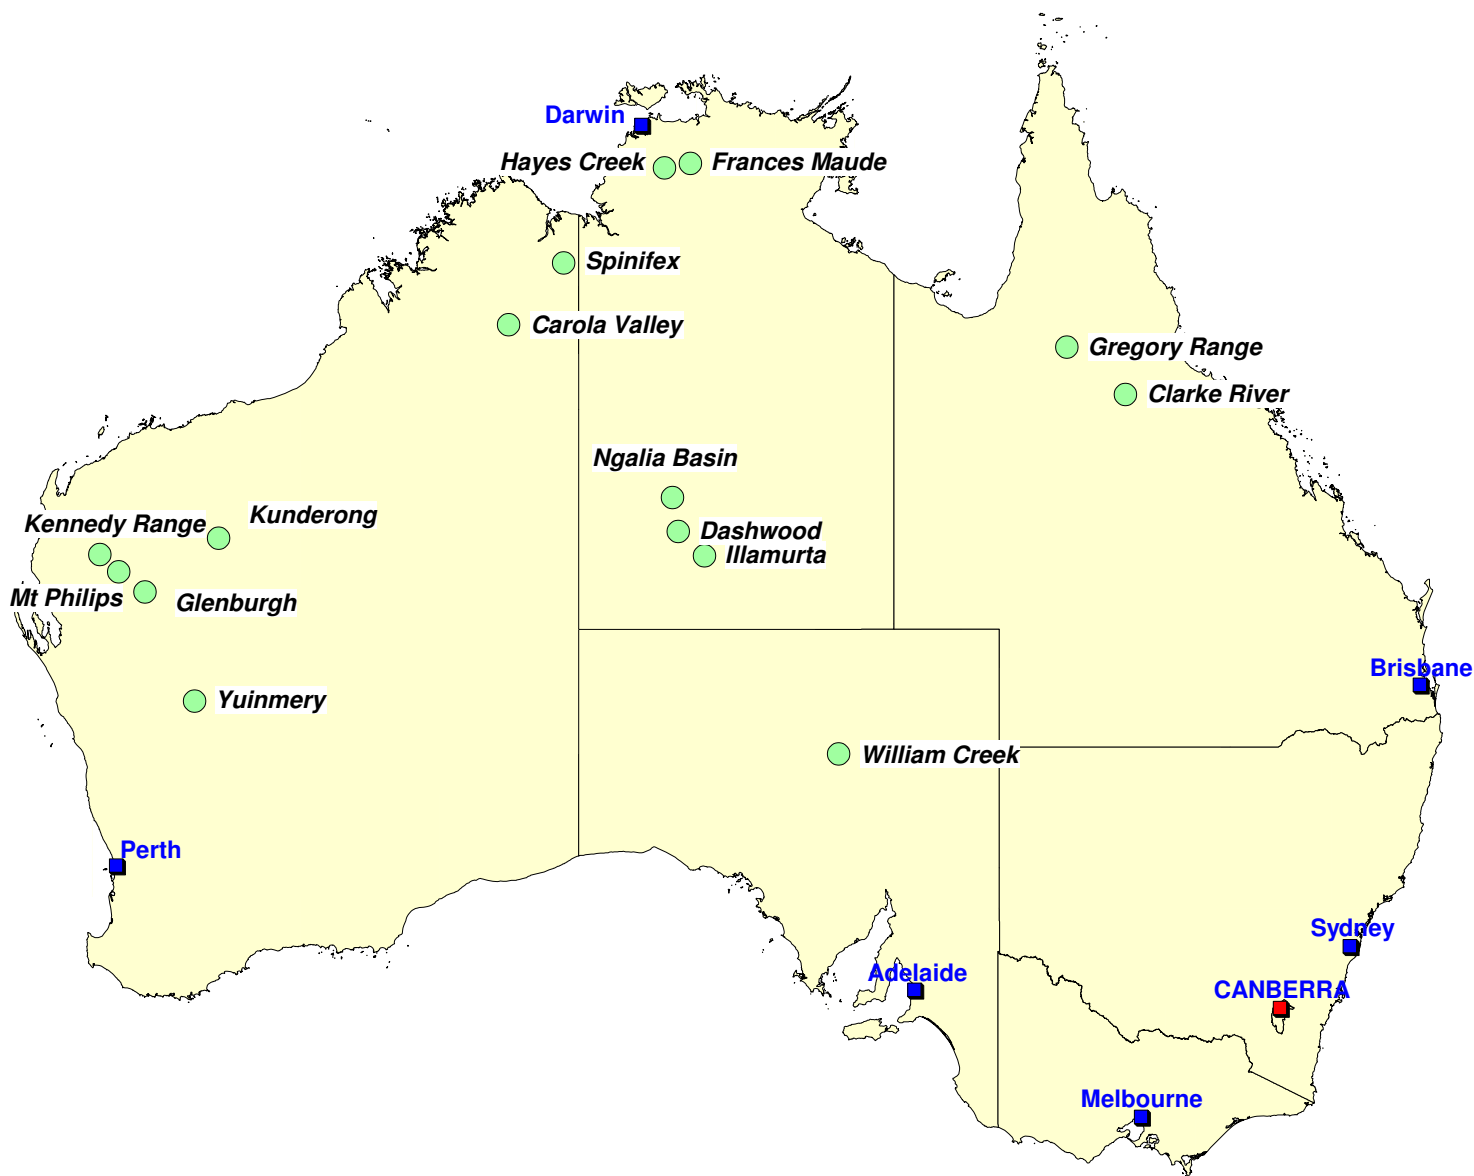 Darwin
Hayes Creek
Frances Maude
Spinifex
Carola Valley
Gregory Range
Clarke River
Ngalia Basin
Kennedy Range
Kunderong
Dashwood
Illamurta
Mt Philips
Glenburgh
Brisbane
Yuinmery
William Creek
Perth
Sydney
Adelaide
CANBERRA
Melbourne